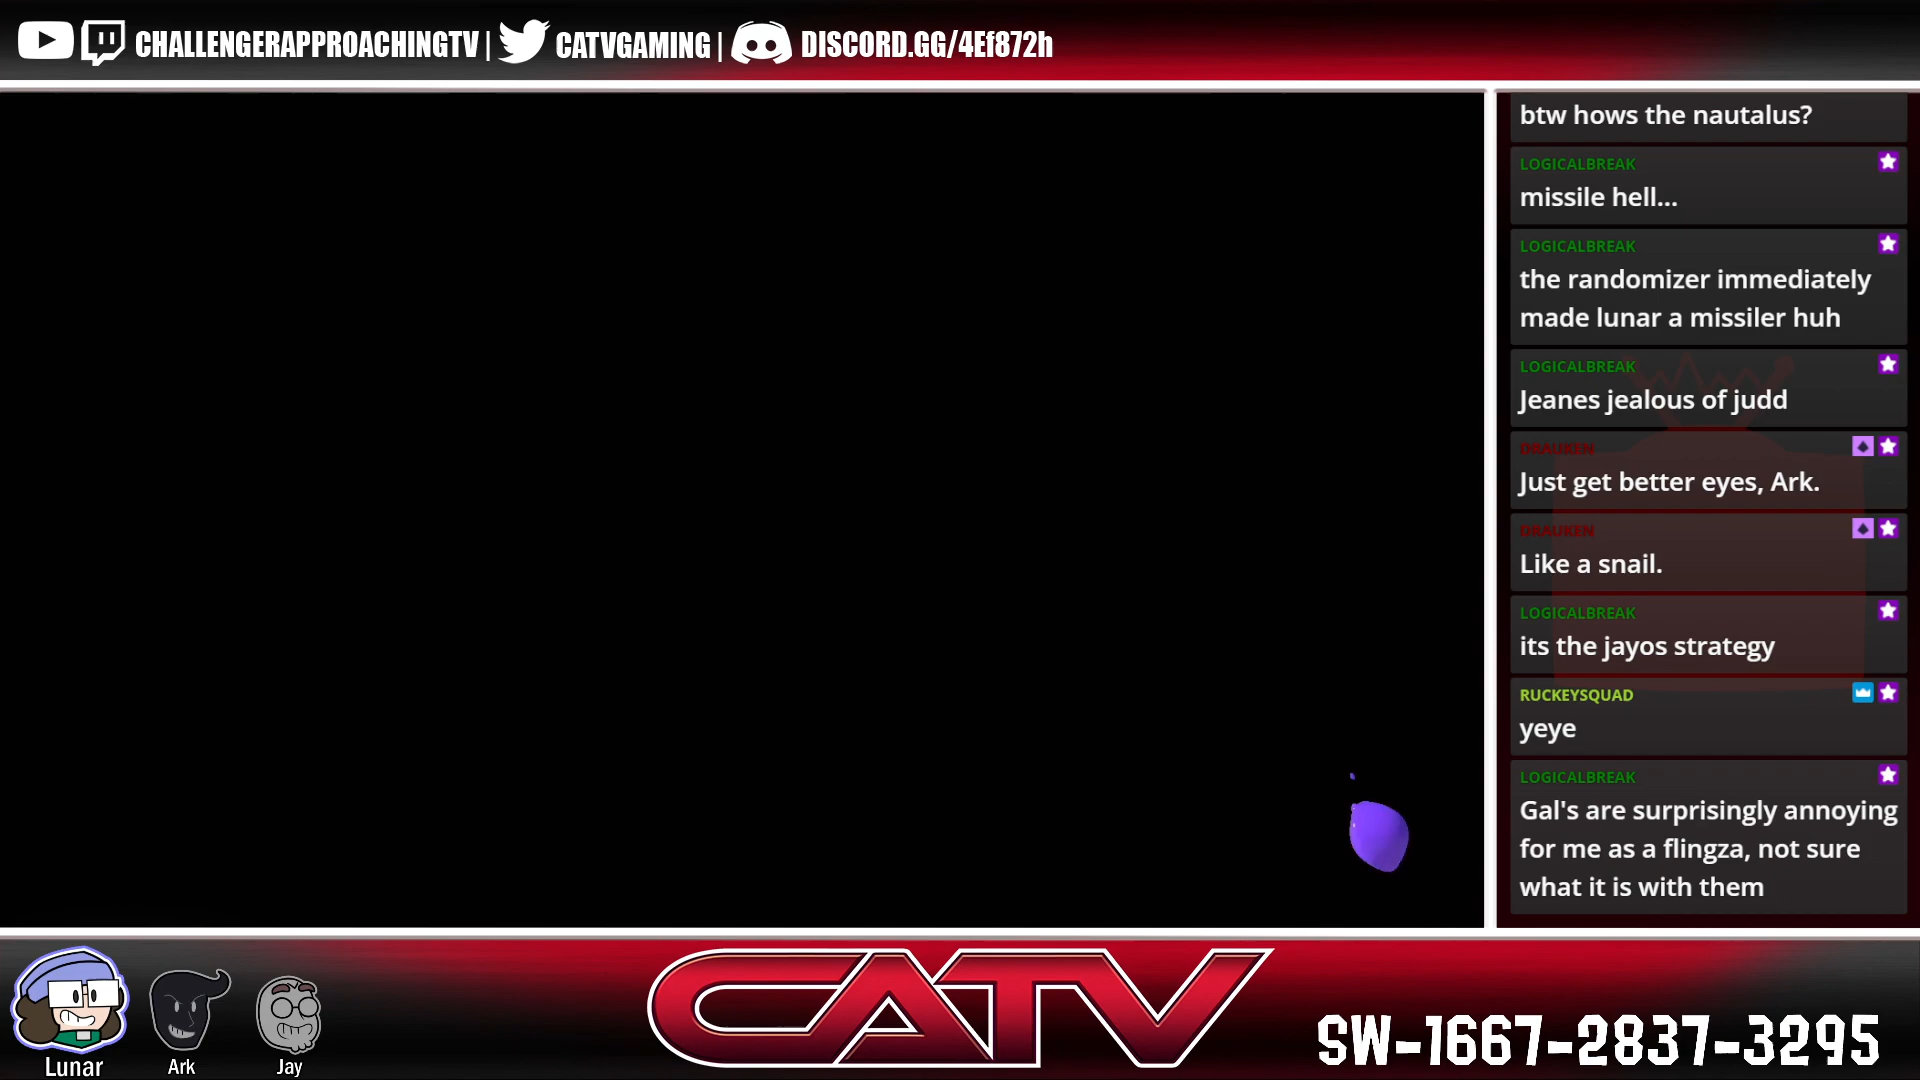 CHALLENGERAPPROACHINGTV | CATVGAMING | DISCORD.GG/4Ef872h
btw hows the nautalus?
LOGICALBREAK
missile hell...
LOGICALBREAK
the randomizer immediately
made lunar a missiler huh
LOGICALBREAK
Jeanes jealous of judd
DRAUKEN
Just get better eyes, Ark.
DRAUKEN
Like a snail.
LOGICALBREAK
its the jayos strategy
RUCKEYSQUAD
yeye
LOGICALBREAK
Gal's are surprisingly annoying
for me as a flingza, not sure
what it is with them
Lunar
Ark
Jay
CATV
SW-1667-2837-3295